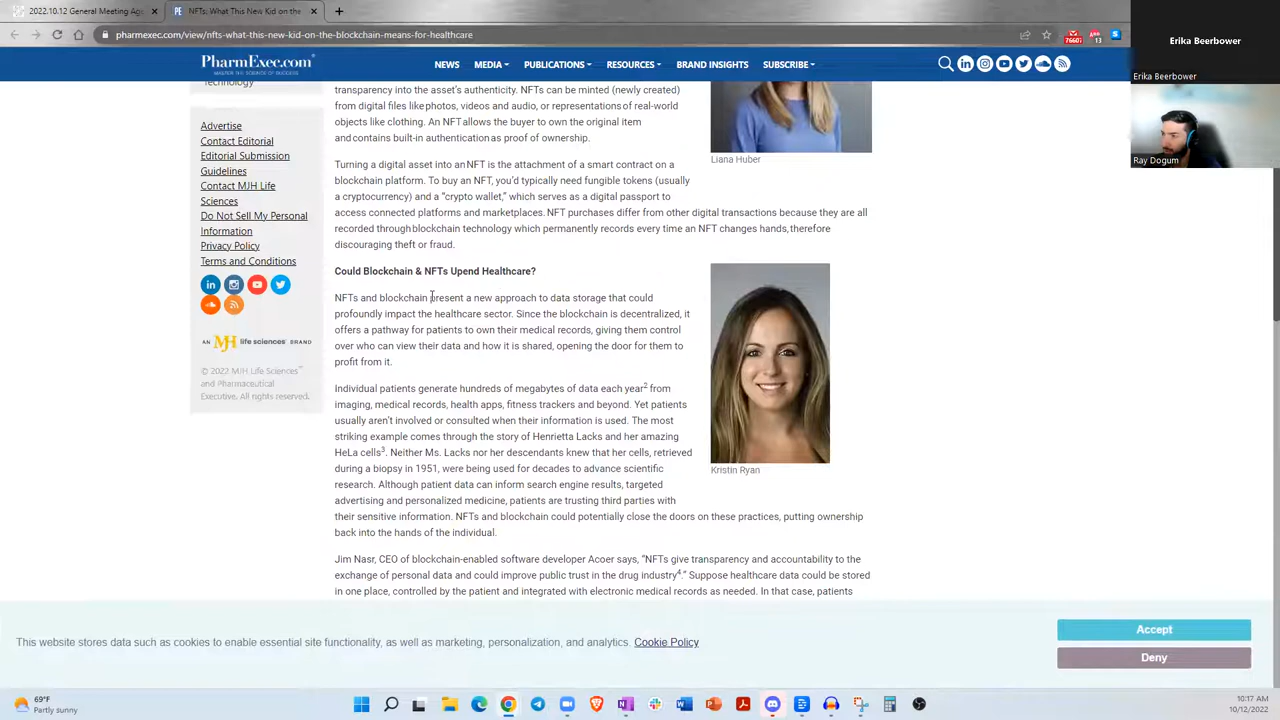 2022.10.12 General Meeting Age
NFTs: What This New Kid on the
pharmexec.com/view/nfts-what-this-new-kid-on-the-blockchain-means-for-healthcare
PharmExec.com®
NEWS
MEDIA
PUBLICATIONS
RESOURCES
BRAND INSIGHTS
SUBSCRIBE
Erika Beerbower
Erika Beerbower
Ray Dogum
Technology
Advertise
Contact Editorial
Editorial Submission
Guidelines
Contact MJH Life
Sciences
Do Not Sell My Personal
Information
Privacy Policy
Terms and Conditions
AN MJH life sciences™ BRAND
© 2022 MJH Life Sciences™
and Pharmaceutical
Executive. All rights reserved.
transparency into the asset's authenticity. NFTs can be minted (newly created)
from digital files like photos, videos and audio, or representations of real-world
objects like clothing. An NFT allows the buyer to own the original item
and contains built-in authentication as proof of ownership.
Turning a digital asset into an NFT is the attachment of a smart contract on a
blockchain platform. To buy an NFT, you'd typically need fungible tokens (usually
a cryptocurrency) and a "crypto wallet," which serves as a digital passport to
access connected platforms and marketplaces. NFT purchases differ from other digital transactions because they are all
recorded through blockchain technology which permanently records every time an NFT changes hands, therefore
discouraging theft or fraud.
Liana Huber
Could Blockchain & NFTs Upend Healthcare?
NFTs and blockchain present a new approach to data storage that could
profoundly impact the healthcare sector. Since the blockchain is decentralized, it
offers a pathway for patients to own their medical records, giving them control
over who can view their data and how it is shared, opening the door for them to
profit from it.
Individual patients generate hundreds of megabytes of data each year2 from
imaging, medical records, health apps, fitness trackers and beyond. Yet patients
usually aren't involved or consulted when their information is used. The most
striking example comes through the story of Henrietta Lacks and her amazing
HeLa cells3. Neither Ms. Lacks nor her descendants knew that her cells, retrieved
during a biopsy in 1951, were being used for decades to advance scientific
research. Although patient data can inform search engine results, targeted
advertising and personalized medicine, patients are trusting third parties with
their sensitive information. NFTs and blockchain could potentially close the doors on these practices, putting ownership
back into the hands of the individual.
Kristin Ryan
Jim Nasr, CEO of blockchain-enabled software developer Acoer says, "NFTs give transparency and accountability to the
exchange of personal data and could improve public trust in the drug industry4." Suppose healthcare data could be stored
in one place, controlled by the patient and integrated with electronic medical records as needed. In that case, patients
This website stores data such as cookies to enable essential site functionality, as well as marketing, personalization, and analytics. Cookie Policy
Accept
Deny
69°F
Partly sunny
10:17 AM
10/12/2022